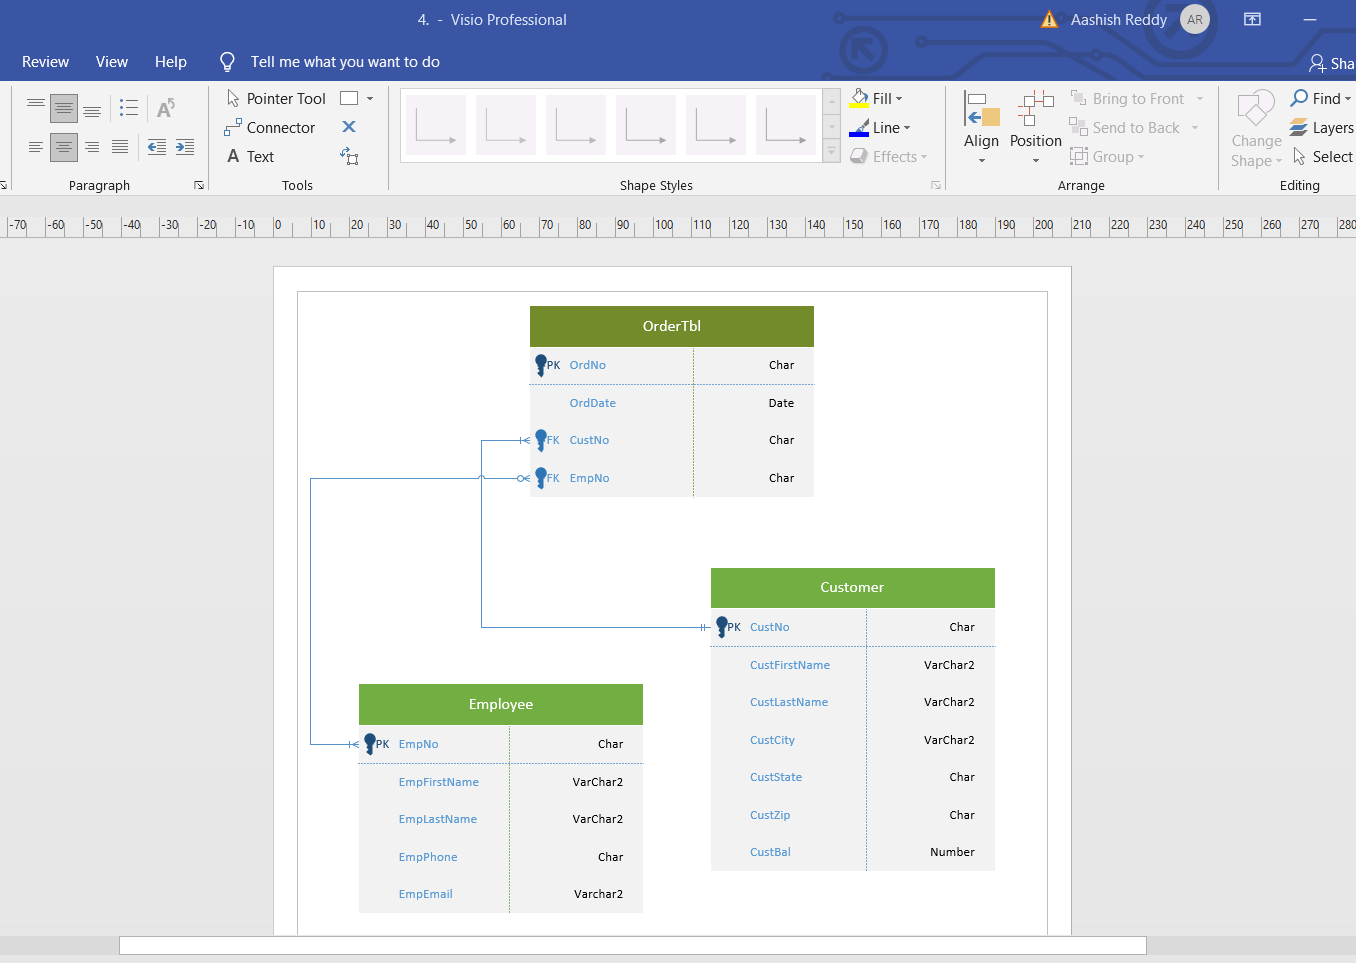 4. - Visio Professional
Aashish Reddy AR
Review View Help Tell me what you want to do
Sha
Pointer Tool
Connector
A Text
Fill
Line
Effects
Align
Position
Bring to Front
Send to Back
Group
Change
Shape
Find
Layers
Select
Paragraph Tools Shape Styles Arrange Editing
-70 -60 -50 -40 -30 -20 -10 0 10 20 30 40 50 60 70 80 90 100 110 120 130 140 150 160 170 180 190 200 210 220 230 240 250 260 270 280
OrderTbl
PK OrdNo Char
OrdDate Date
FK CustNo Char
FK EmpNo Char
Customer
PK CustNo Char
CustFirstName VarChar2
CustLastName VarChar2
CustCity VarChar2
CustState Char
CustZip Char
CustBal Number
Employee
PK EmpNo Char
EmpFirstName VarChar2
EmpLastName VarChar2
EmpPhone Char
EmpEmail Varchar2